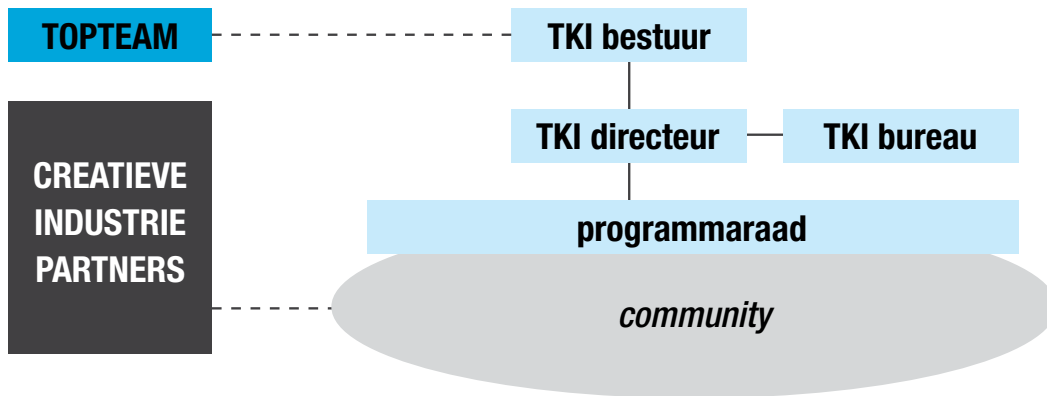 TOPTEAM
TKI bestuur
TKI directeur
TKI bureau
CREATIEVE
INDUSTRIE
PARTNERS
programmaraad
community